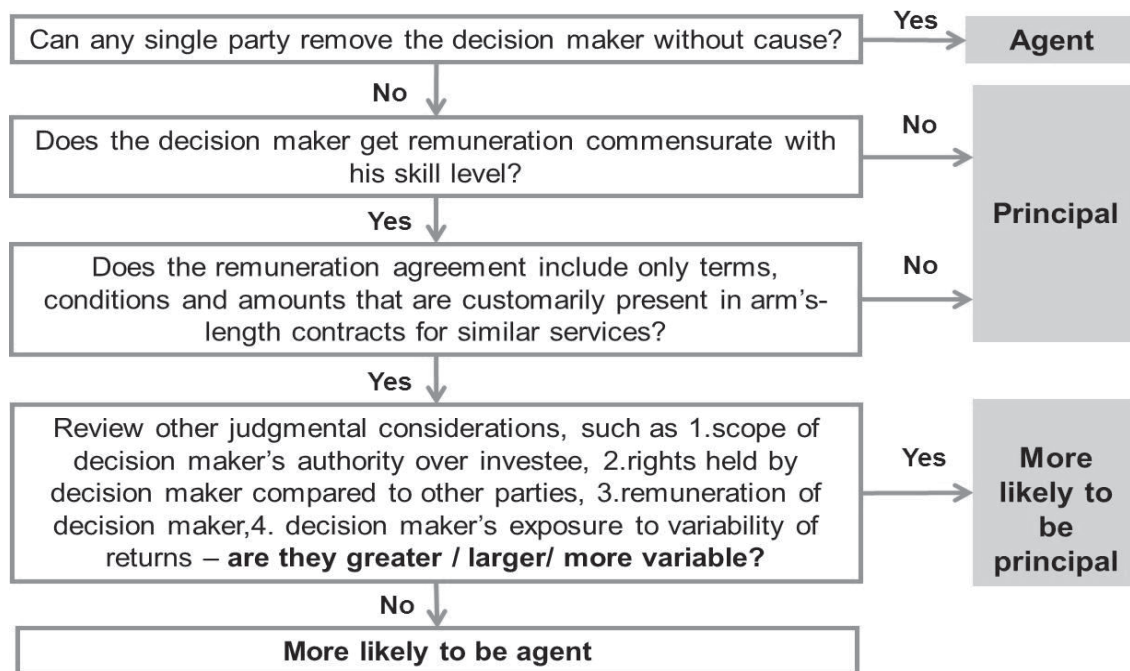 Can any single party remove the decision maker without cause?
Yes
Agent
No
Does the decision maker get remuneration commensurate with
his skill level?
No
Principal
Yes
Does the remuneration agreement include only terms,
conditions and amounts that are customarily present in arm's-
length contracts for similar services?
No
Yes
Review other judgmental considerations, such as 1.scope of
decision maker's authority over investee, 2.rights held by
decision maker compared to other parties, 3.remuneration of
decision maker,4. decision maker's exposure to variability of
returns – are they greater / larger/ more variable?
Yes
More
likely to
be
principal
No
More likely to be agent